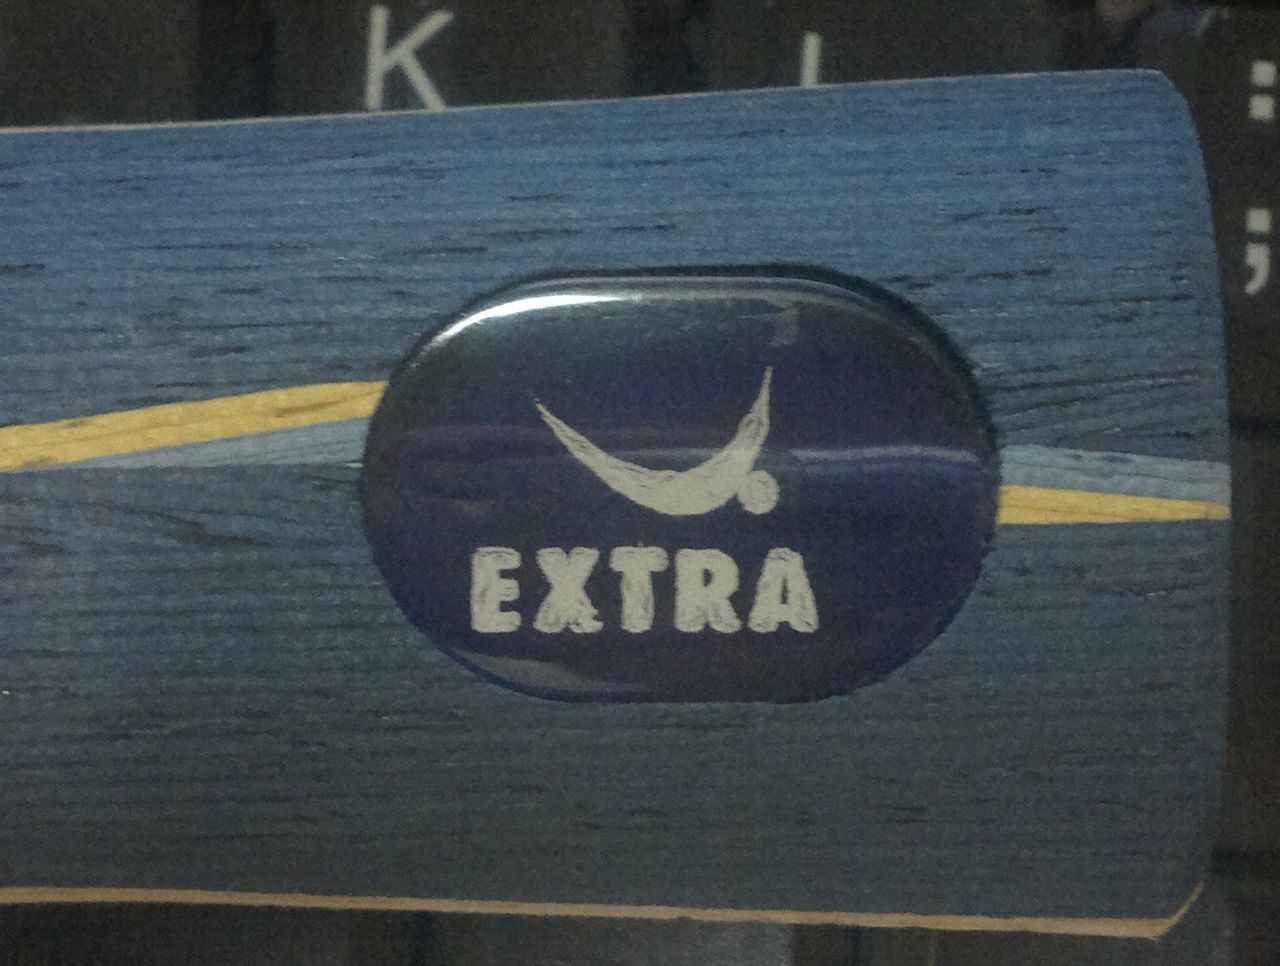 K L :
;
EXTRA